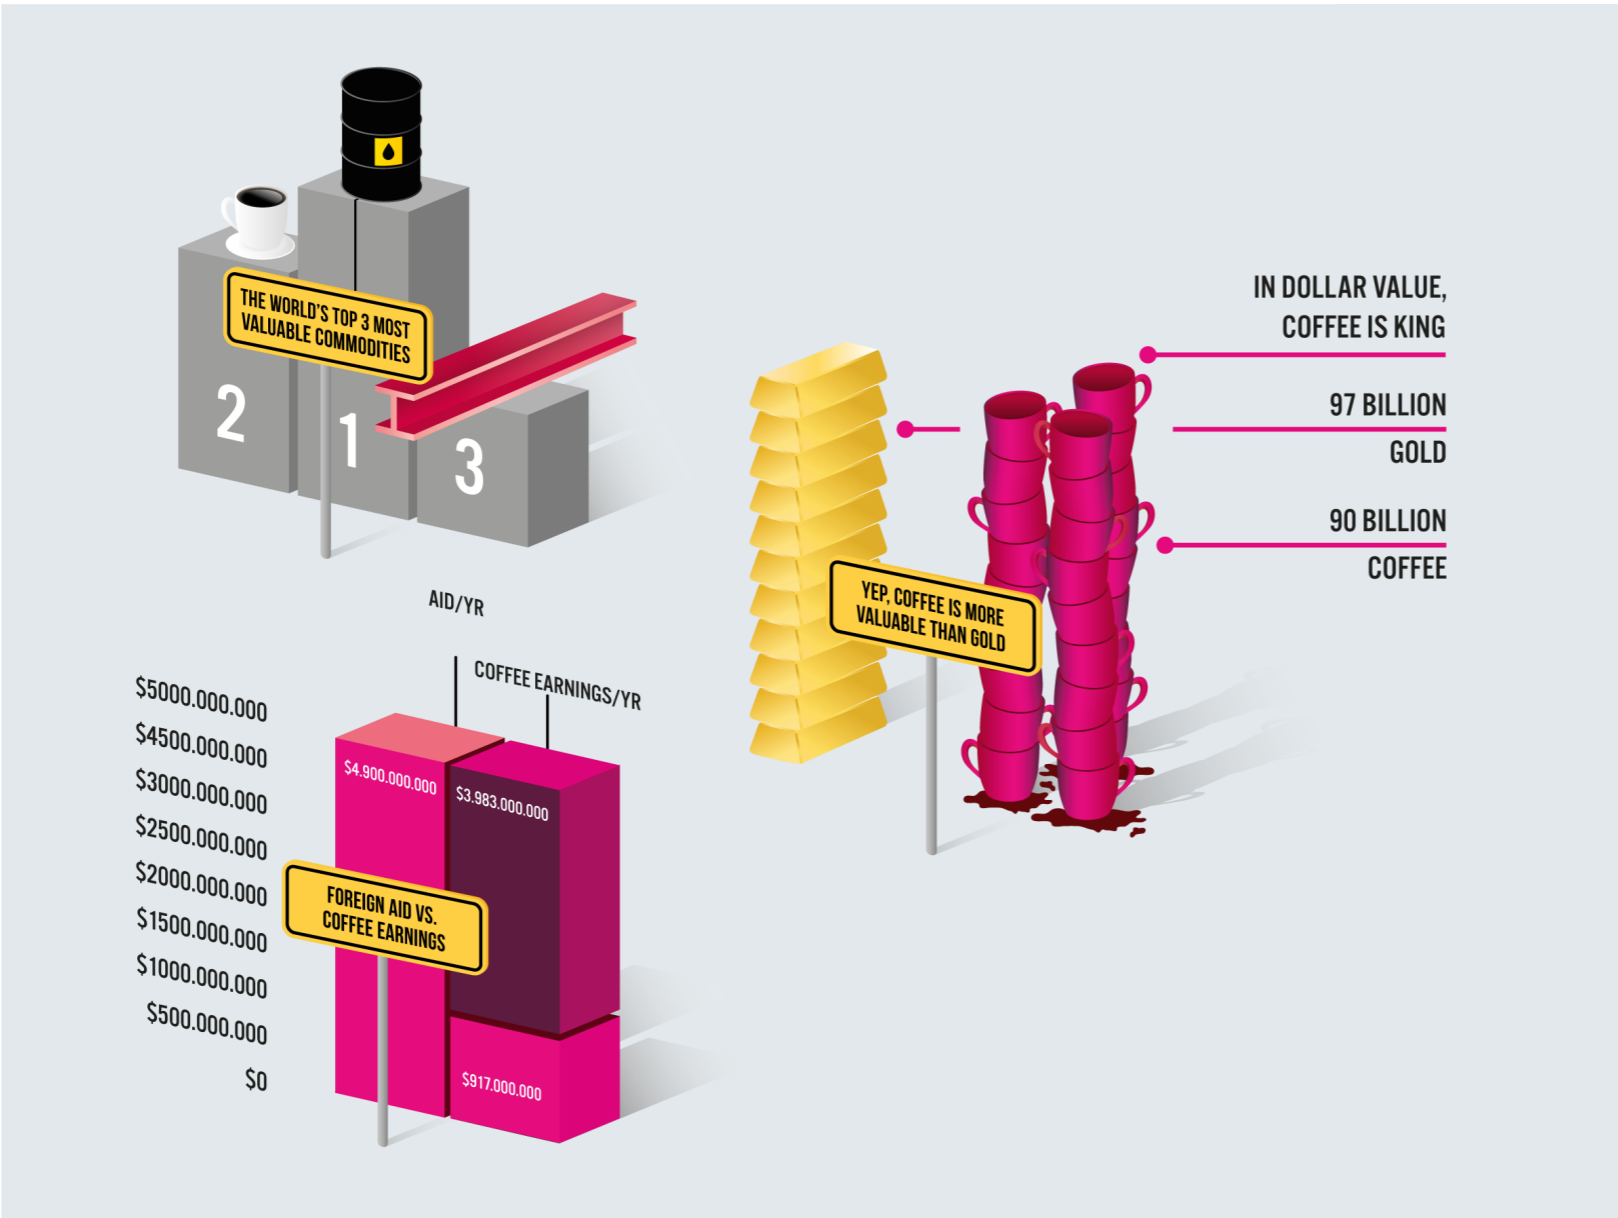 THE WORLD'S TOP 3 MOST
VALUABLE COMMODITIES
2
1
3
IN DOLLAR VALUE,
COFFEE IS KING
97 BILLION
GOLD
90 BILLION
COFFEE
YEP, COFFEE IS MORE
VALUABLE THAN GOLD
AID/YR
COFFEE EARNINGS/YR
$5000.000.000
$4500.000.000
$3000.000.000
$2500.000.000
$2000.000.000
$1500.000.000
$1000.000.000
$500.000.000
$0
$4.900.000.000
$3.983.000.000
FOREIGN AID VS.
COFFEE EARNINGS
$917.000.000